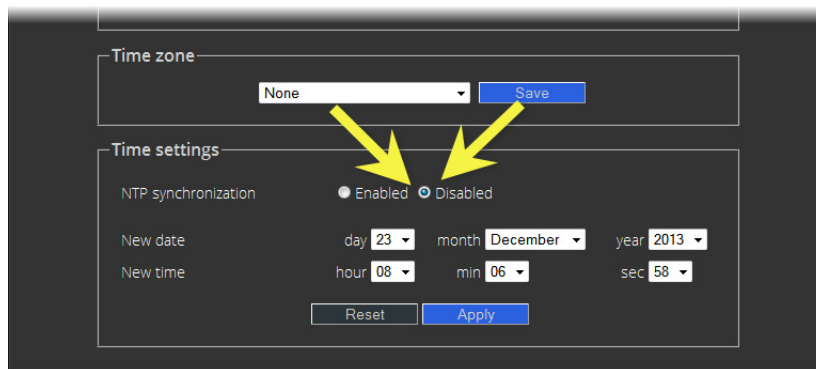 Time zone
None Save
Time settings
NTP synchronization Enabled Disabled
New date day 23 month December year 2013
New time hour 08 min 06 sec 58
Reset Apply